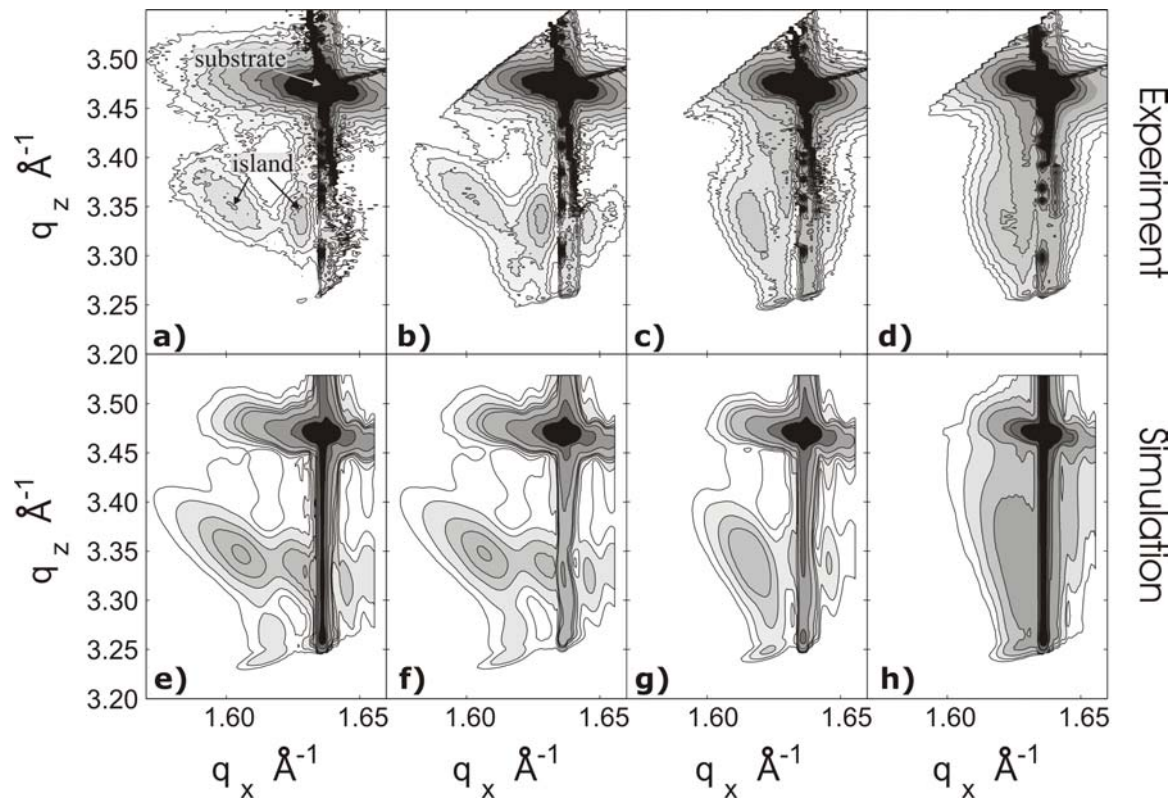 3.50
3.45
3.40
3.35
3.30
3.25
3.20
q z Å-1
substrate
island
a)
b)
c)
d)
Experiment
3.50
3.45
3.40
3.35
3.30
3.25
3.20
q z Å-1
e)
f)
g)
h)
Simulation
1.60 1.65 1.60 1.65 1.60 1.65 1.60 1.65
q x Å-1 q x Å-1 q x Å-1 q x Å-1